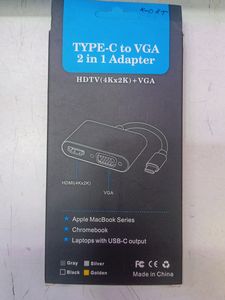 TYPE-C to VGA
2 in 1 Adapter
HDTV(4Kx2K)+VGA
HDMI(4Kx2K)
VGA
Apple MacBook Series
Chromebook
Laptops with USB-C output
Gray Silver
Black Golden
Made in China